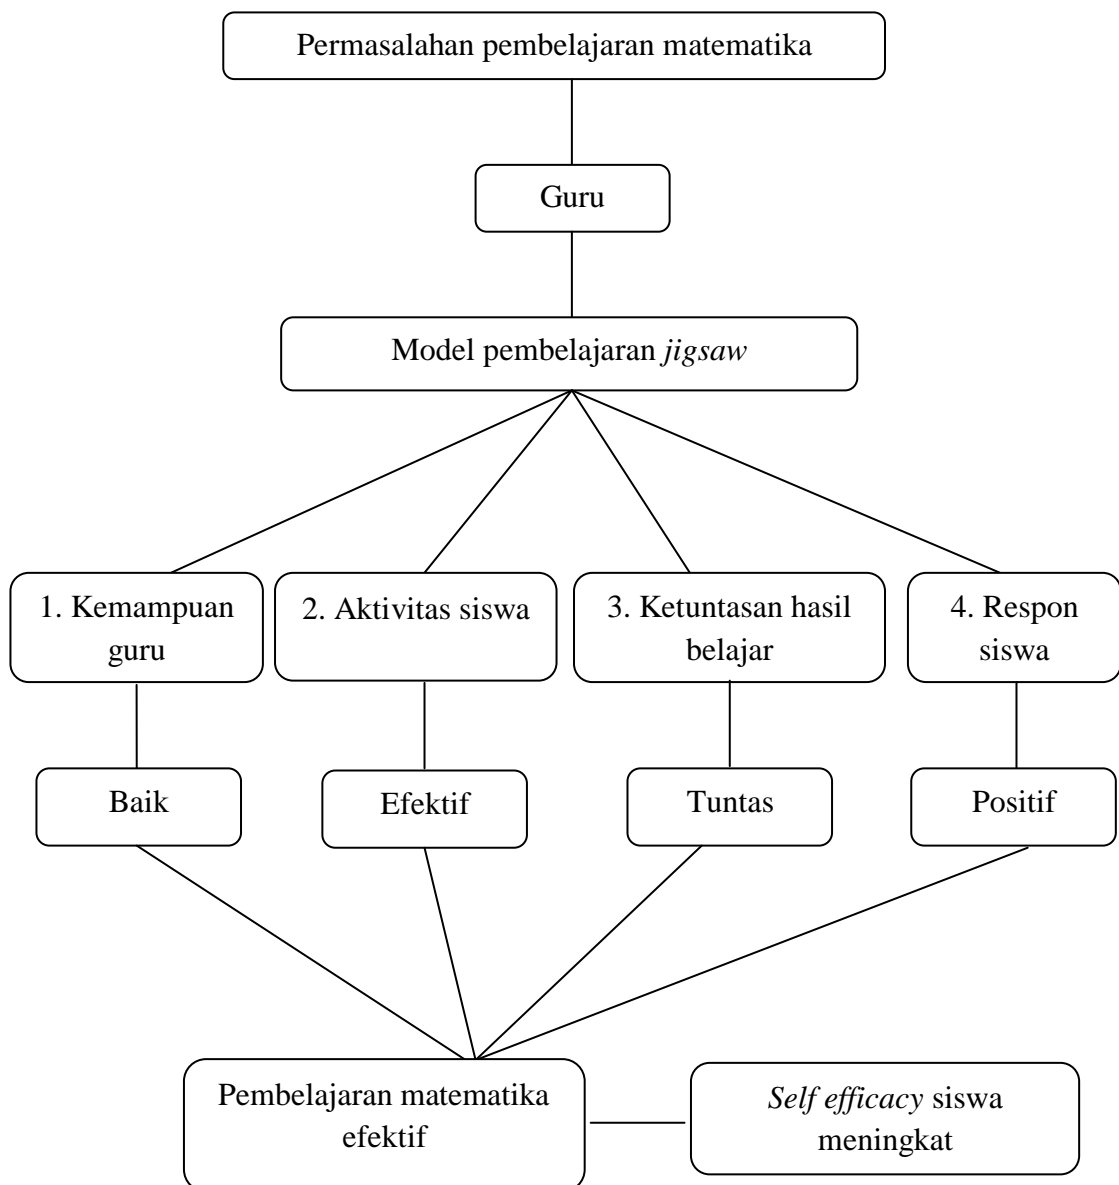 Permasalahan pembelajaran matematika
Guru
Model pembelajaran jigsaw
1. Kemampuan
guru
2. Aktivitas siswa
3. Ketuntasan hasil
belajar
4. Respon
siswa
Baik
Efektif
Tuntas
Positif
Pembelajaran matematika
efektif
Self efficacy siswa
meningkat